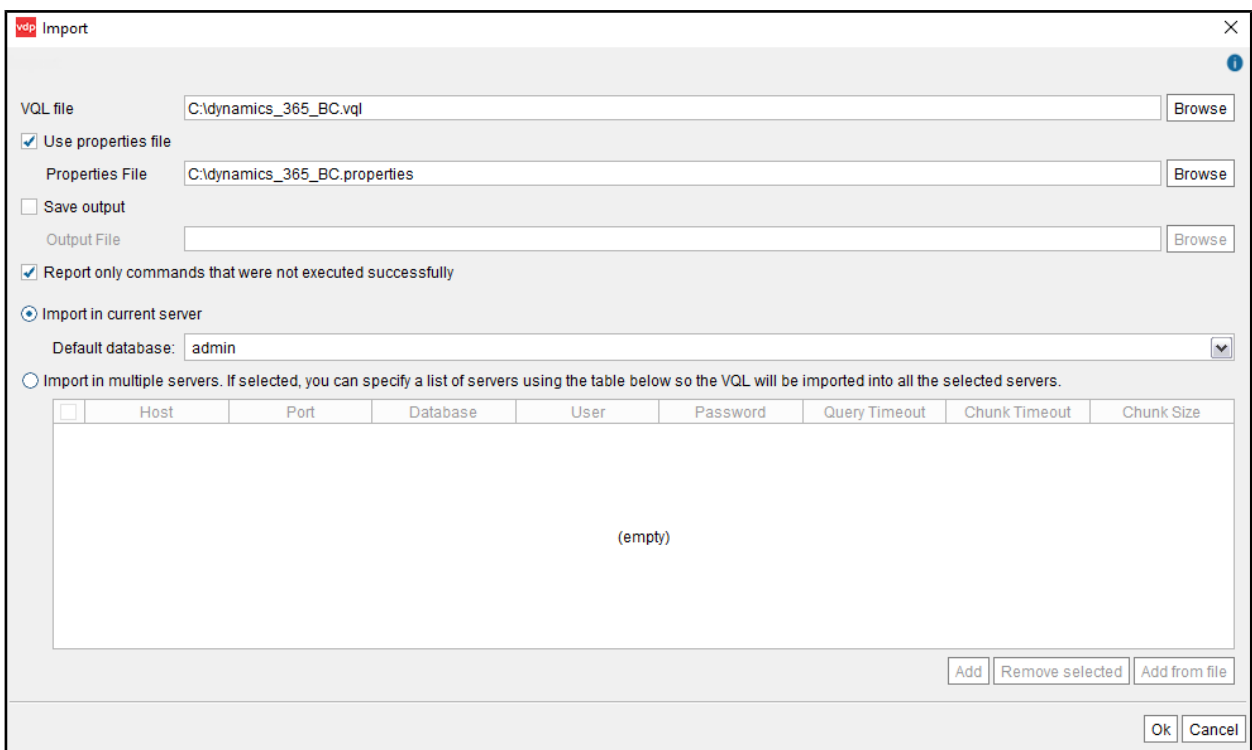 vdp Import
i
VQL file C:\dynamics_365_BC.vql Browse
Use properties file
Properties File C:\dynamics_365_BC.properties Browse
Save output
Output File Browse
Report only commands that were not executed successfully
Import in current server
Default database: admin
Import in multiple servers. If selected, you can specify a list of servers using the table below so the VQL will be imported into all the selected servers.
Host Port Database User Password Query Timeout Chunk Timeout Chunk Size
(empty)
Add Remove selected Add from file
Ok Cancel